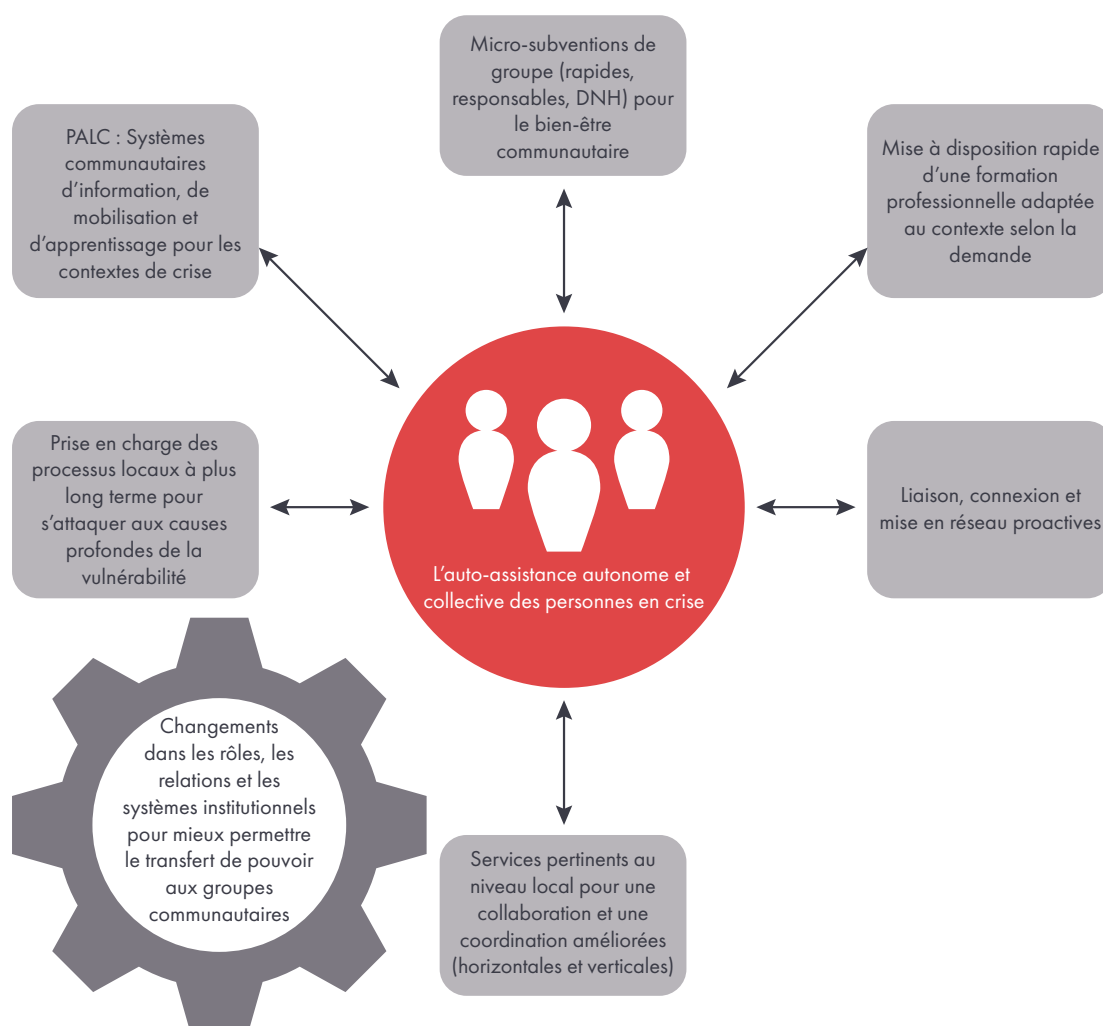 Micro-subventions de
groupe (rapides,
responsables, DNH) pour
le bien-être
communautaire
PALC : Systèmes
communautaires
d’information, de
mobilisation et
d’apprentissage pour les
contextes de crise
Mise à disposition rapide
d’une formation
professionnelle adaptée
au contexte selon la
demande
Prise en charge des
processus locaux à plus
long terme pour
s’attaquer aux causes
profondes de la
vulnérabilité
L’auto-assistance autonome et
collective des personnes en crise
Liaison, connexion et
mise en réseau proactives
Changements
dans les rôles, les
relations et les
systèmes institutionnels
pour mieux permettre
le transfert de pouvoir
aux groupes
communautaires
Services pertinents au
niveau local pour une
collaboration et une
coordination améliorées
(horizontales et verticales)